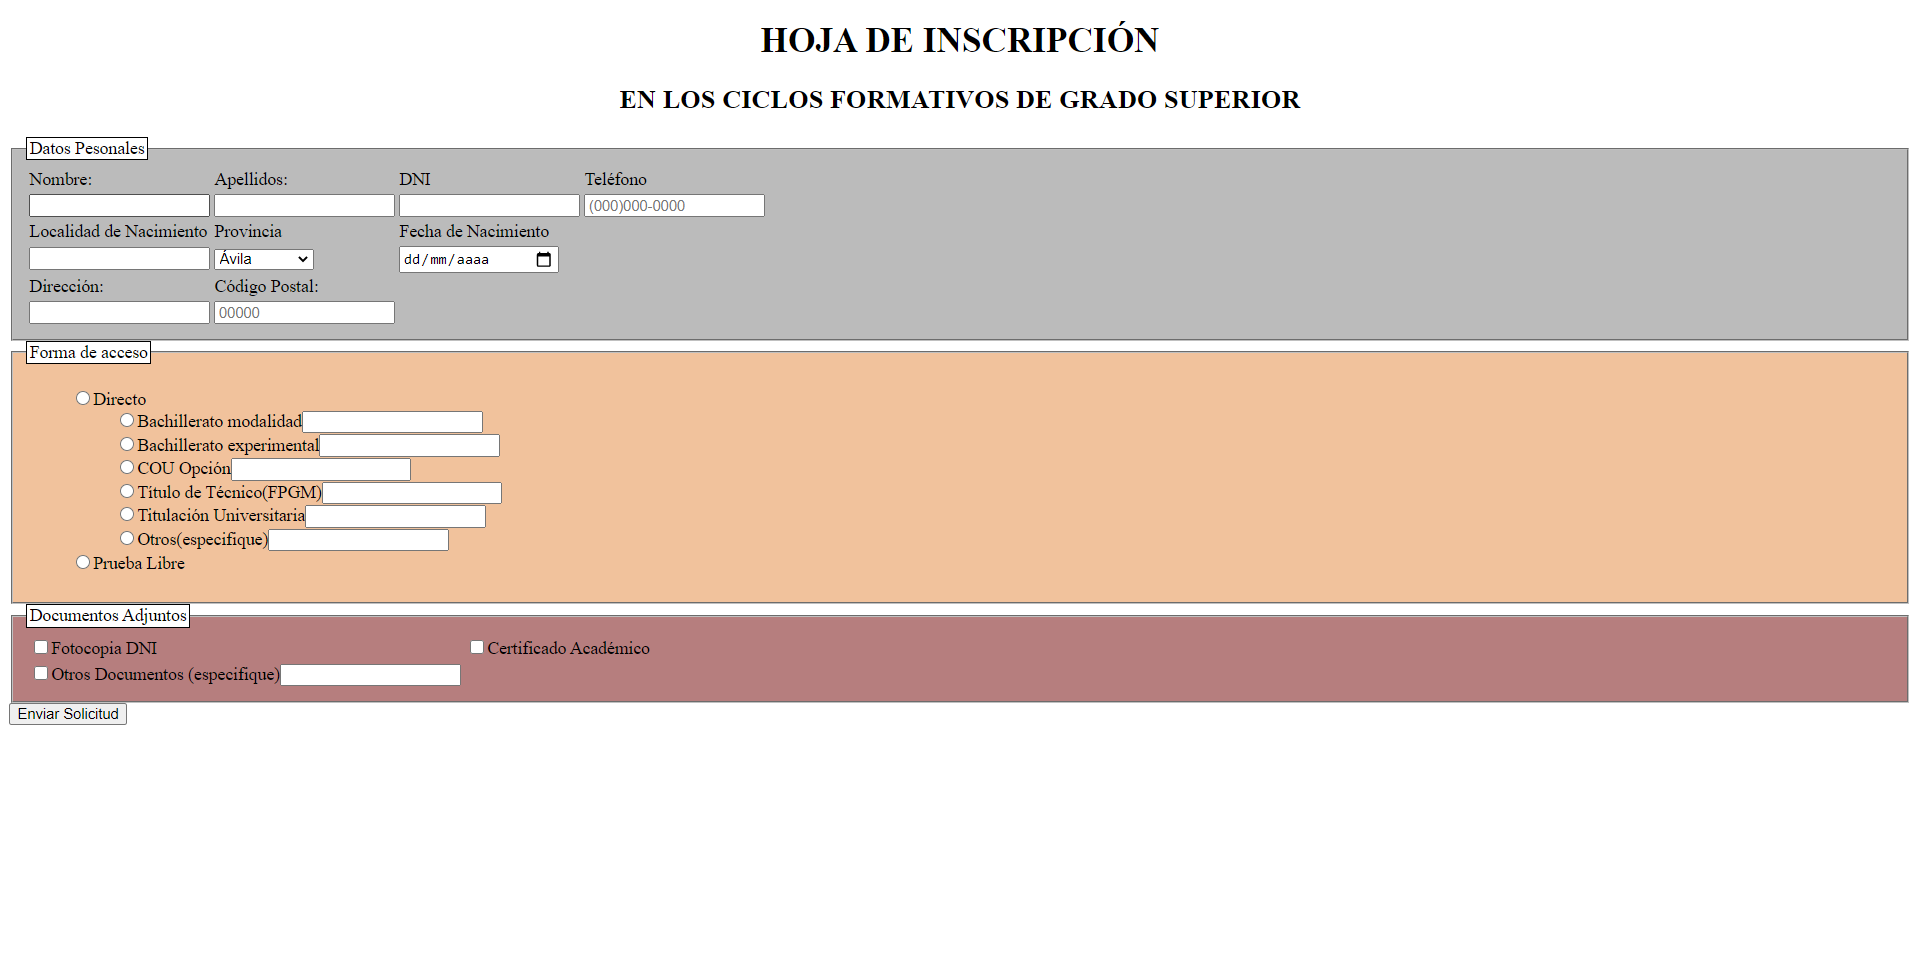 HOJA DE INSCRIPCIÓN
EN LOS CICLOS FORMATIVOS DE GRADO SUPERIOR
Datos Pesonales
Nombre: Apellidos: DNI Teléfono
(000)000-0000
Localidad de Nacimiento Provincia Fecha de Nacimiento
Ávila dd/mm/aaaa
Dirección: Código Postal:
00000
Forma de acceso
Directo
Bachillerato modalidad
Bachillerato experimental
COU Opción
Título de Técnico(FPGM)
Titulación Universitaria
Otros(especifique)
Prueba Libre
Documentos Adjuntos
Fotocopia DNI Certificado Académico
Otros Documentos (especifique)
Enviar Solicitud